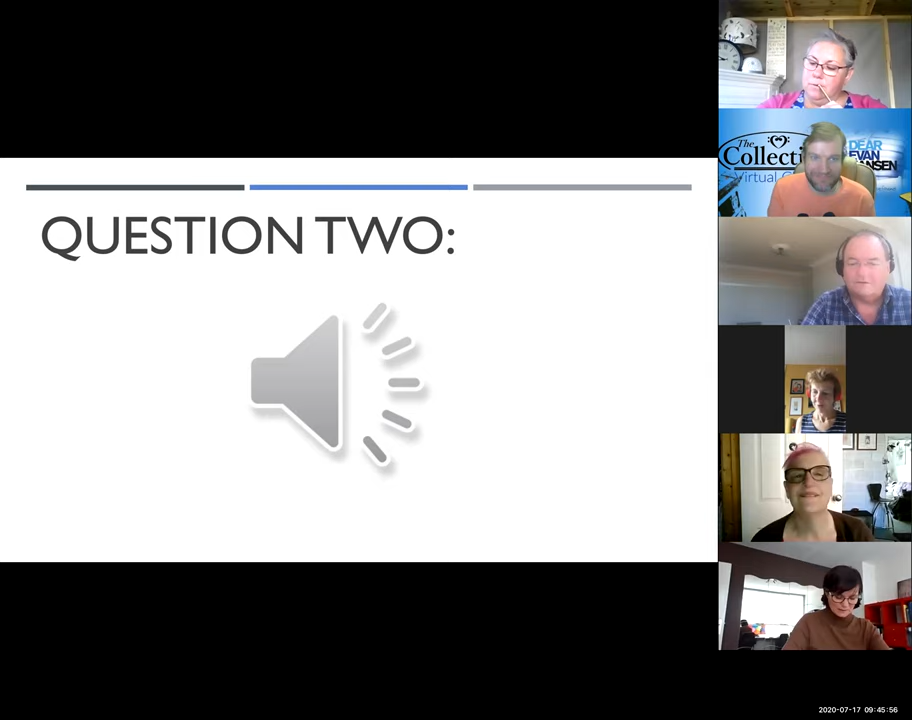 QUESTION TWO:
The
Collecti
Virtual
DEAR
EVAN
ANSEN
2020-07-17 09:45:56